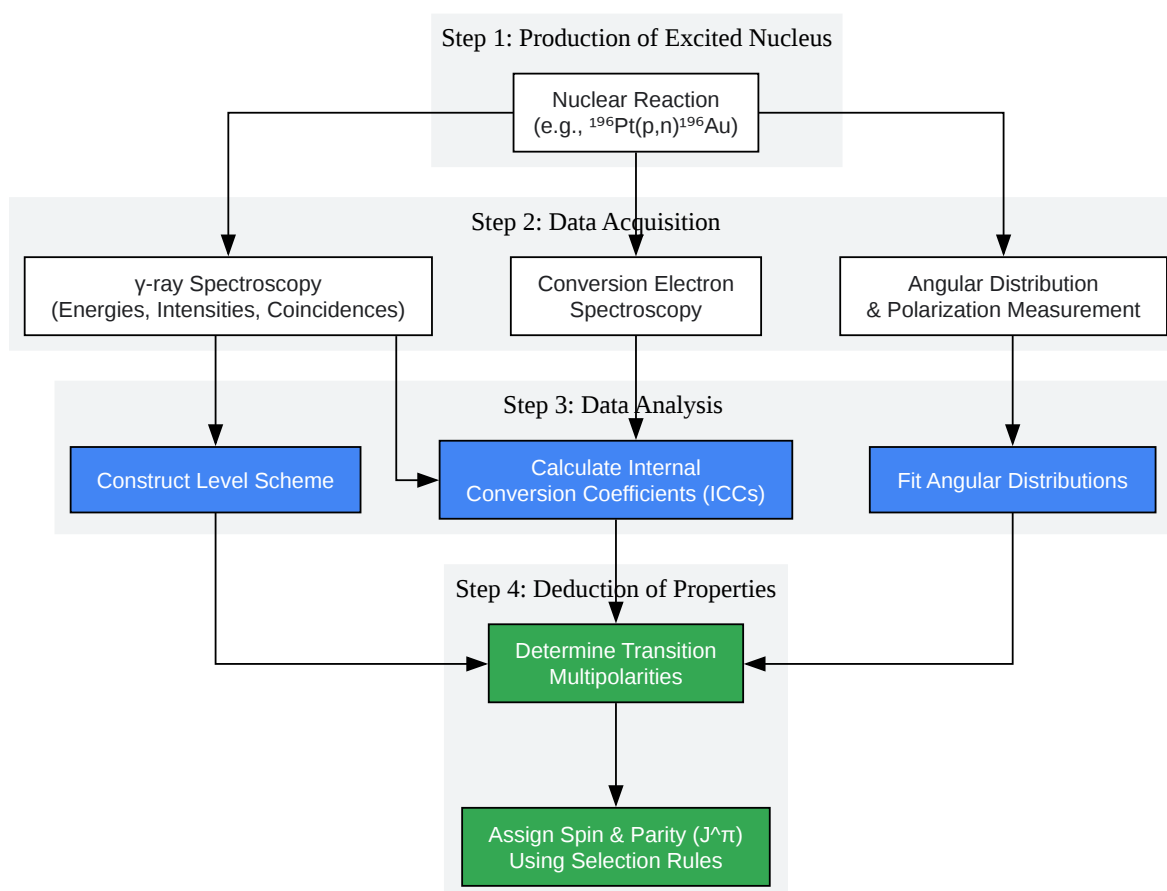 Step 1: Production of Excited Nucleus
Nuclear Reaction
(e.g., ¹⁹⁶Pt(p,n)¹⁹⁶Au)
Step 2: Data Acquisition
γ-ray Spectroscopy
(Energies, Intensities, Coincidences)
Conversion Electron
Spectroscopy
Angular Distribution
& Polarization Measurement
Step 3: Data Analysis
Construct Level Scheme
Calculate Internal
Conversion Coefficients (ICCs)
Fit Angular Distributions
Step 4: Deduction of Properties
Determine Transition
Multipolarities
Assign Spin & Parity (J^π)
Using Selection Rules